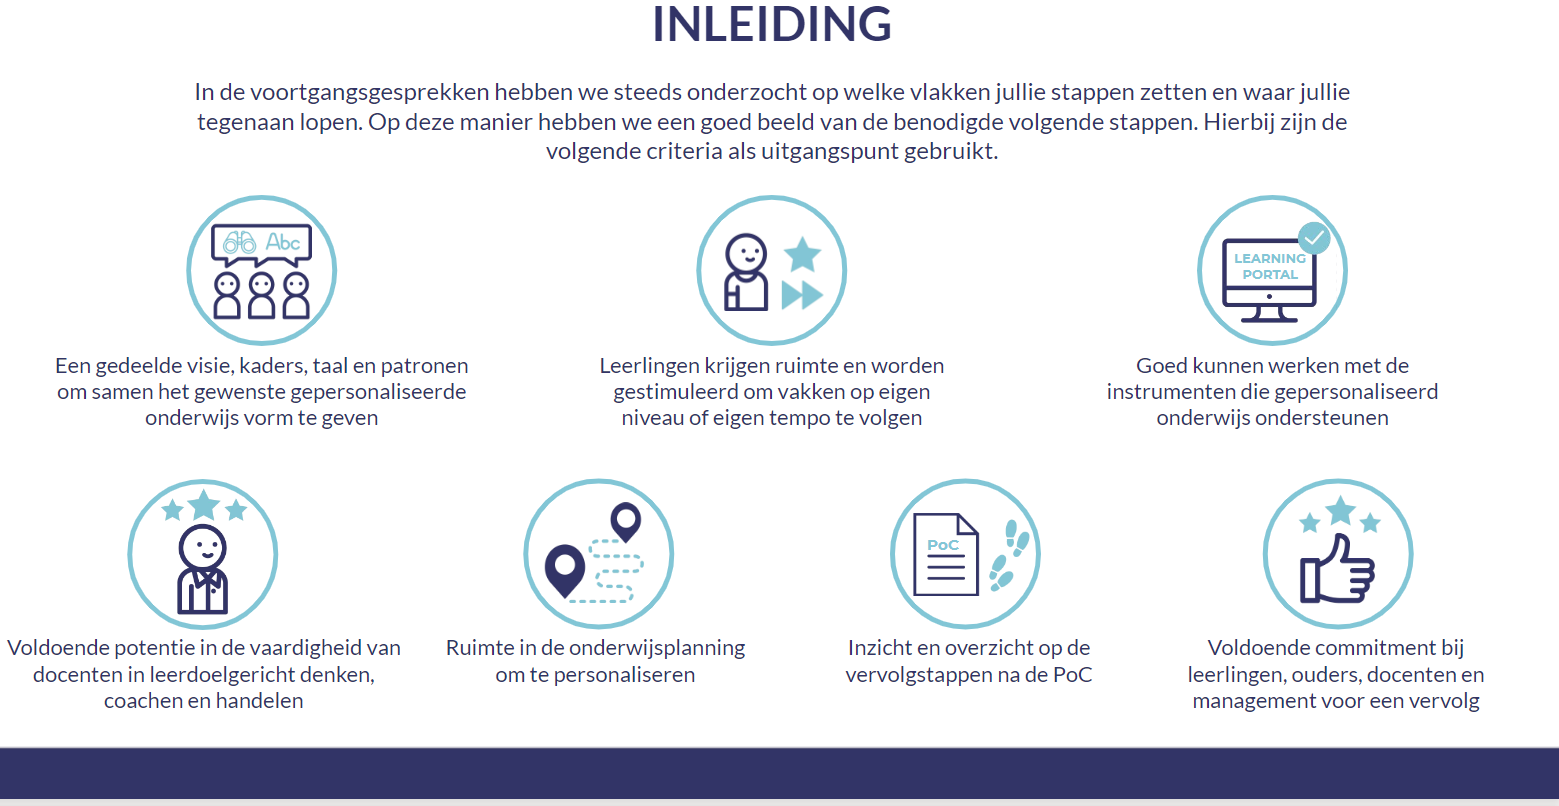 INLEIDING
In de voortgangsgesprekken hebben we steeds onderzocht op welke vlakken jullie stappen zetten en waar jullie
tegenaan lopen. Op deze manier hebben we een goed beeld van de benodigde volgende stappen. Hierbij zijn de
volgende criteria als uitgangspunt gebruikt.
Abc
Een gedeelde visie, kaders, taal en patronen
om samen het gewenste gepersonaliseerde
onderwijs vorm te geven
Leerlingen krijgen ruimte en worden
gestimuleerd om vakken op eigen
niveau of eigen tempo te volgen
LEARNING
PORTAL
Goed kunnen werken met de
instrumenten die gepersonaliseerd
onderwijs ondersteunen
Voldoende potentie in de vaardigheid van
docenten in leerdoelgericht denken,
coachen en handelen
Ruimte in de onderwijsplanning
om te personaliseren
PoC
Inzicht en overzicht op de
vervolgstappen na de PoC
Voldoende commitment bij
leerlingen, ouders, docenten en
management voor een vervolg